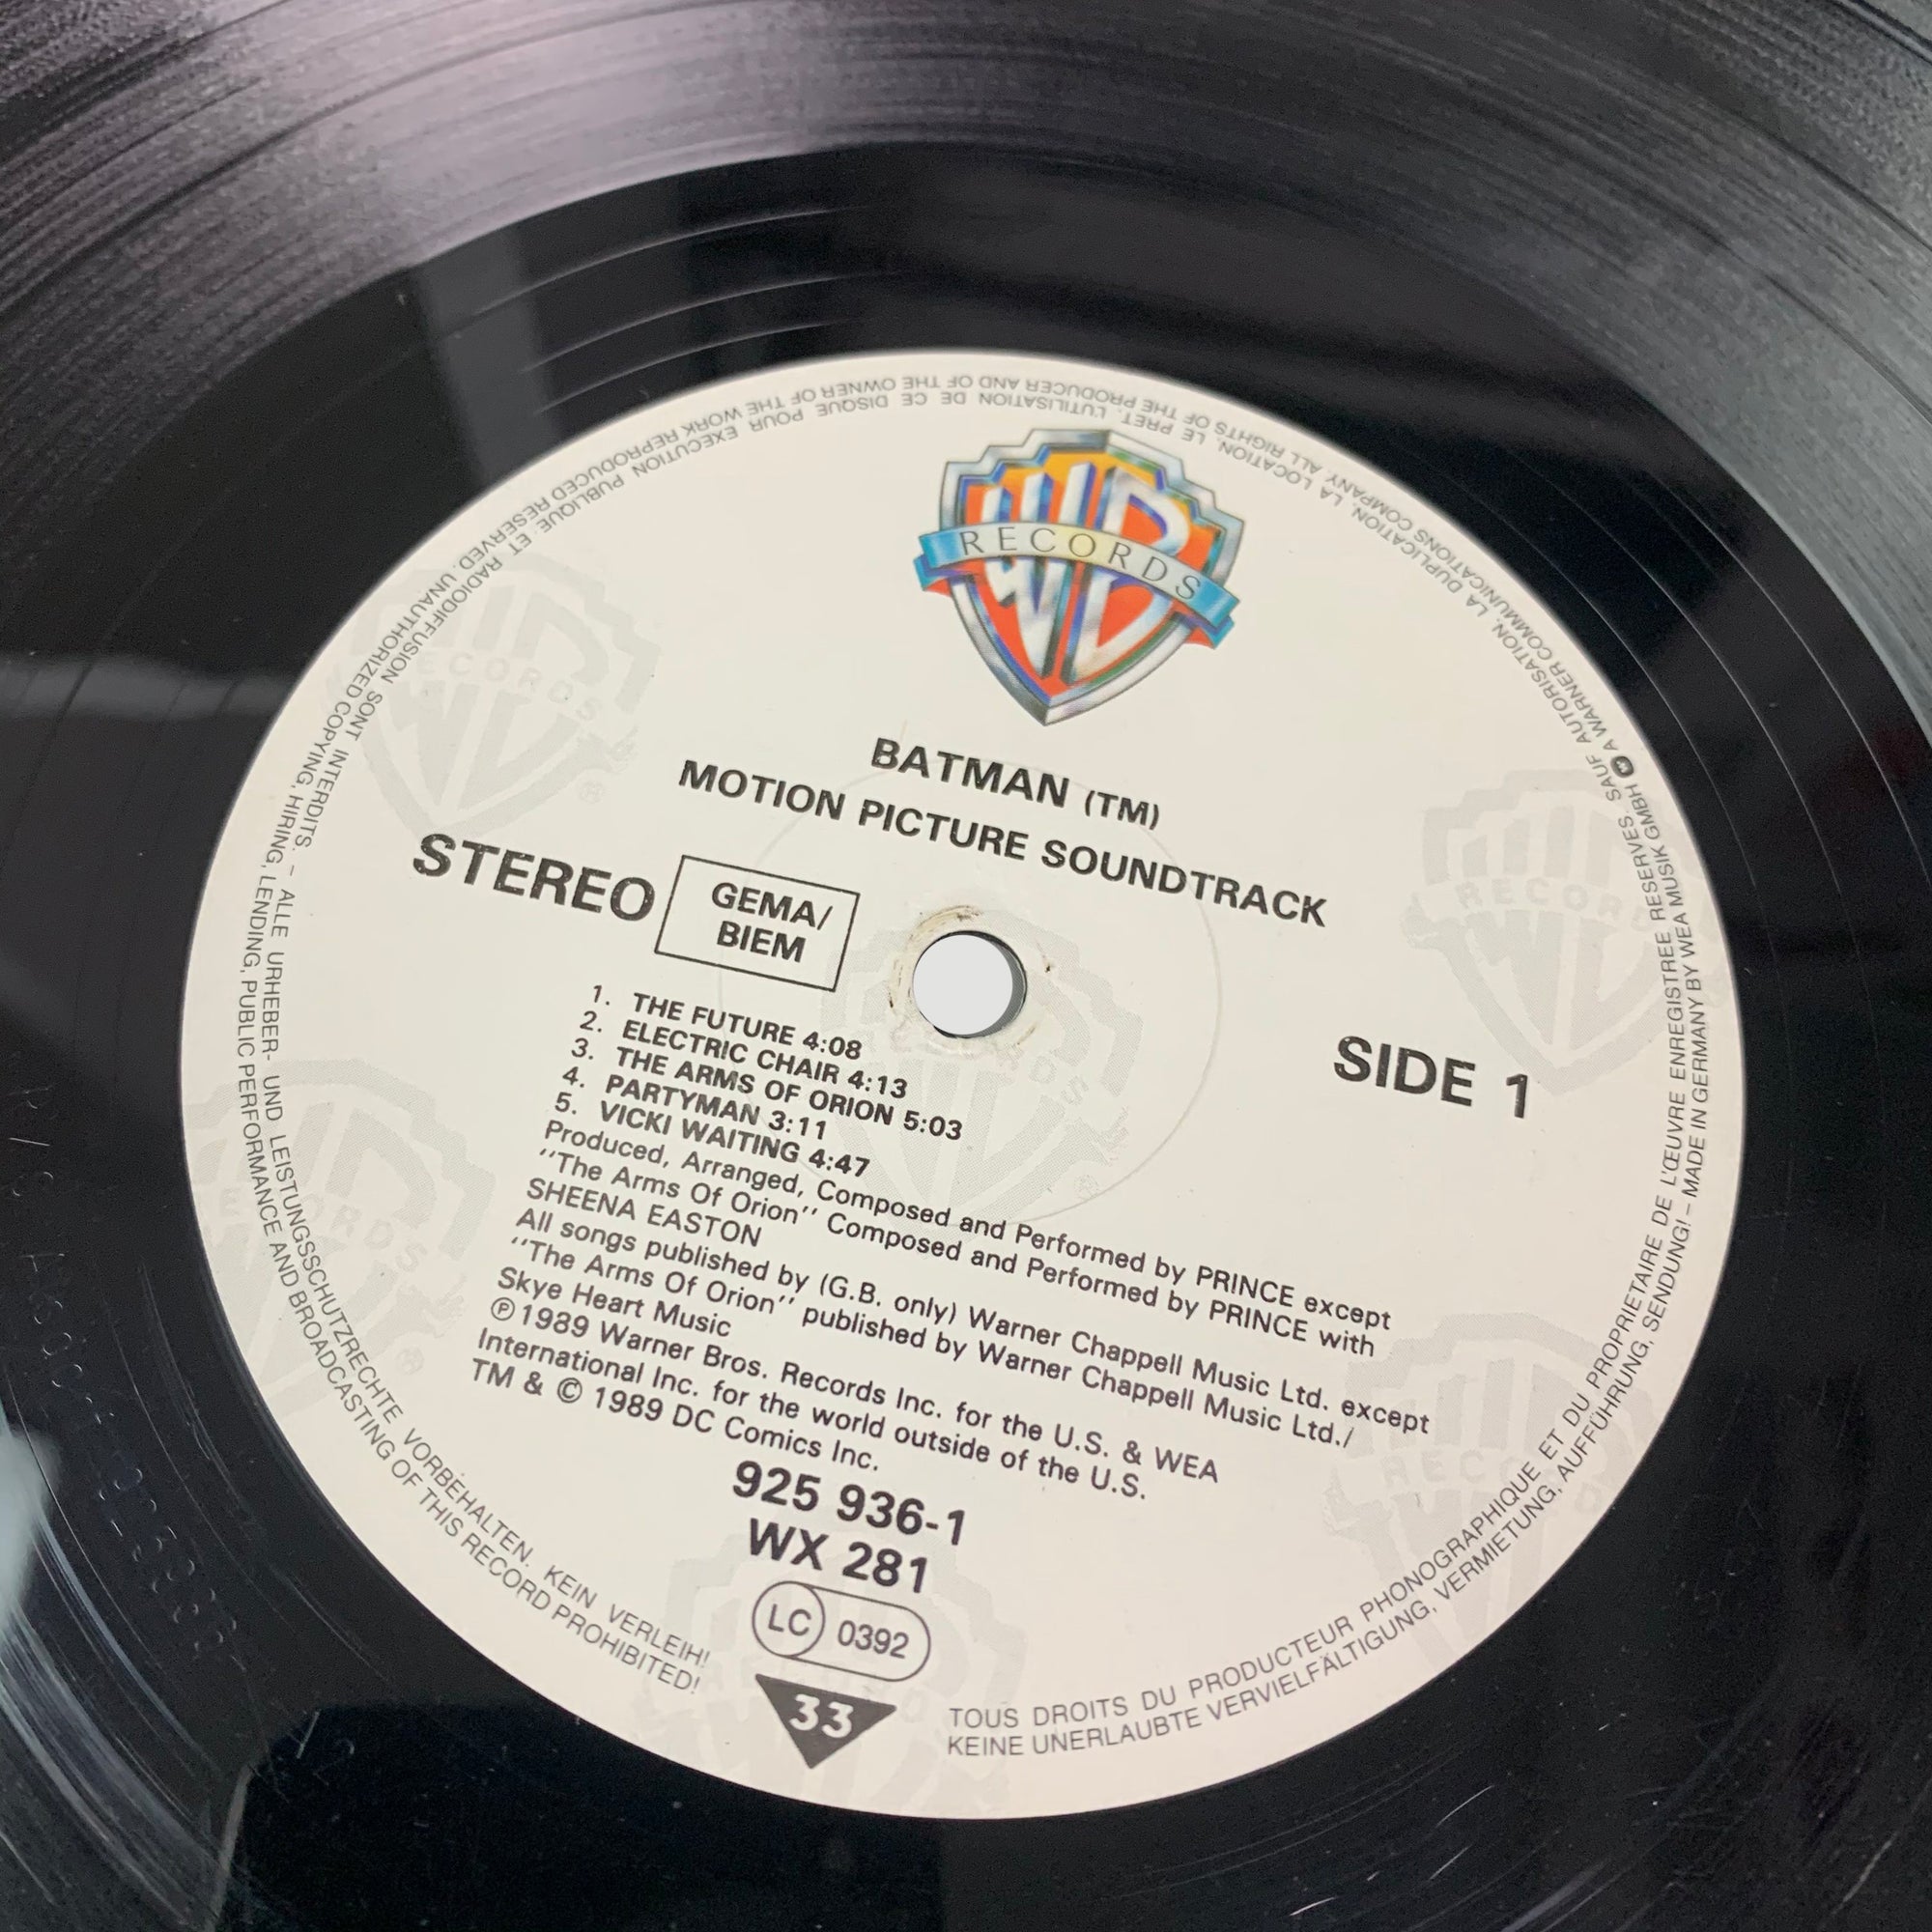 WB
RECORDS
BATMAN (TM)
MOTION PICTURE SOUNDTRACK
STEREO
GEMA/
BIEM
SIDE 1
1. THE FUTURE 4:08
2. ELECTRIC CHAIR 4:13
3. THE ARMS OF ORION 5:03
4. PARTYMAN 3:11
5. VICKI WAITING 4:47
Produced, Arranged, Composed and Performed by PRINCE except
‘‘The Arms Of Orion’’ Composed and Performed by PRINCE with
SHEENA EASTON
All songs published by (G.B. only) Warner Chappell Music Ltd. except
‘‘The Arms Of Orion’’ published by Warner Chappell Music Ltd./
Skye Heart Music
℗ 1989 Warner Bros. Records Inc. for the U.S. & WEA
International Inc. for the world outside of the U.S.
TM & © 1989 DC Comics Inc.
925 936-1
WX 281
LC 0392
33
TOUS DROITS DU PRODUCTEUR PHONOGRAPHIQUE ET DU PROPRIETAIRE DE L'ŒUVRE ENREGISTREE RESERVES. SAUF AUTORISATION, LA DUPLICATION, LA LOCATION, LE PRET, L'UTILISATION DE CE DISQUE POUR EXECUTION PUBLIQUE ET RADIODIFFUSION SONT INTERDITS. – ALLE URHEBER- UND LEISTUNGSSCHUTZRECHTE VORBEHALTEN. KEIN VERLEIH!
KEINE UNERLAUBTE VERVIELFÄLTIGUNG, VERMIETUNG, AUFFÜHRUNG, SENDUNG! – MADE IN GERMANY BY WEA MUSIK GMBH A WARNER COMMUNICATIONS COMPANY. ALL RIGHTS OF THE PRODUCER AND OF THE OWNER OF THE WORK REPRODUCED RESERVED. UNAUTHORIZED COPYING, HIRING, LENDING, PUBLIC PERFORMANCE AND BROADCASTING OF THIS RECORD PROHIBITED!